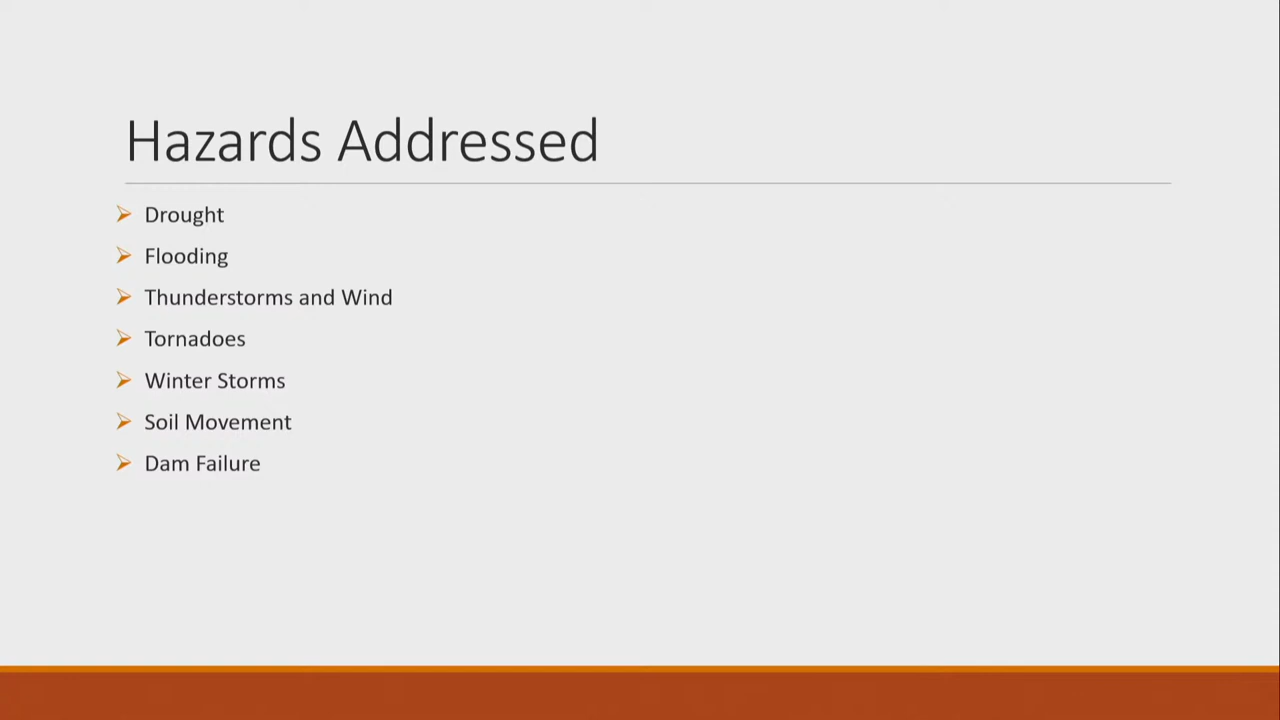 Hazards Addressed
Drought
Flooding
Thunderstorms and Wind
Tornadoes
Winter Storms
Soil Movement
Dam Failure